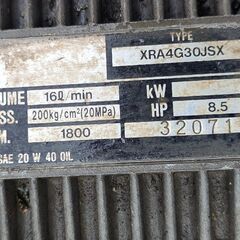 TYPE
XRA4G30JSX
UME 16ℓ/min kW
SS. 200kg/cm²(20MPa) HP 8.5
M. 1800 32071
SAE 20 W 40 OIL.